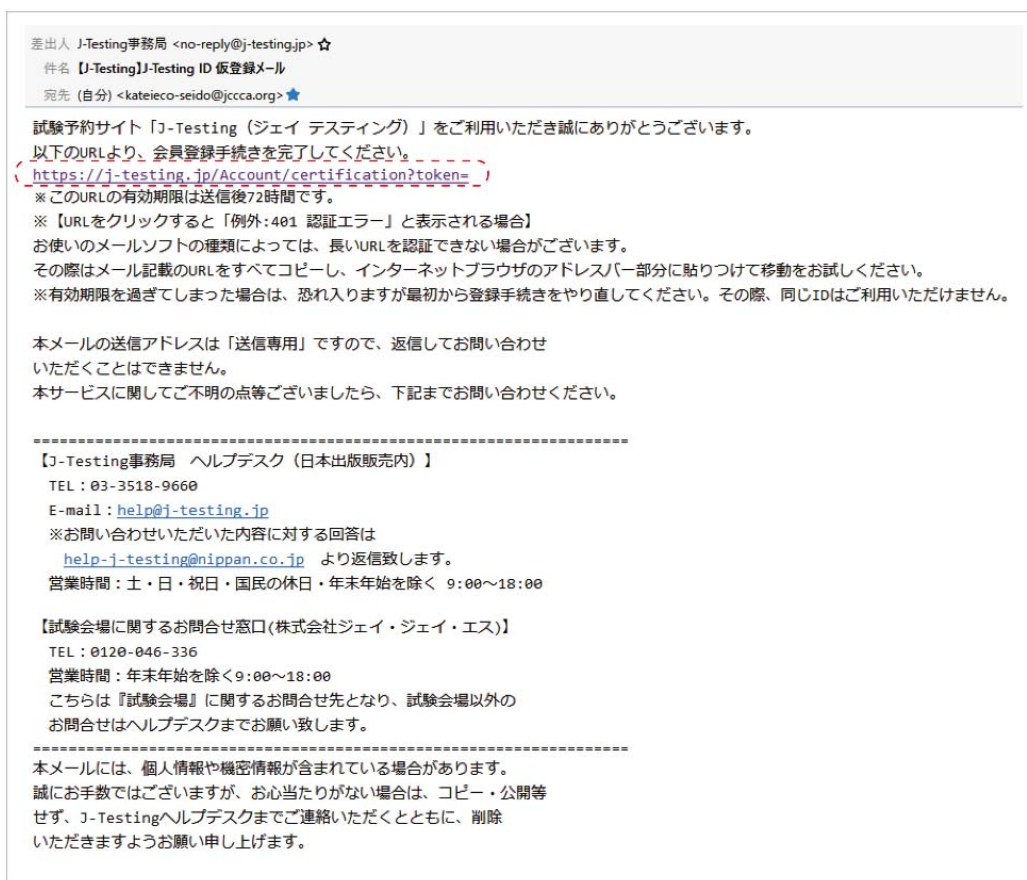 差出人 J-Testing事務局 <no-reply@j-testing.jp> ☆
件名 【J-Testing】J-Testing ID 仮登録メール
宛先 (自分) <kateieco-seido@jccca.org> ★
試験予約サイト「J-Testing（ジェイ テスティング）」をご利用いただき誠にありがとうございます。
以下のURLより、会員登録手続きを完了してください。
https://j-testing.jp/Account/certification?token=
※このURLの有効期限は送信後72時間です。
※【URLをクリックすると「例外:401 認証エラー」と表示される場合】
お使いのメールソフトの種類によっては、長いURLを認証できない場合がございます。
その際はメール記載のURLをすべてコピーし、インターネットブラウザのアドレスバー部分に貼りつけて移動をお試しください。
※有効期限を過ぎてしまった場合は、恐れ入りますが最初から登録手続きをやり直してください。その際、同じIDはご利用いただけません。
本メールの送信アドレスは「送信専用」ですので、返信してお問い合わせ
いただくことはできません。
本サービスに関してご不明の点等ございましたら、下記までお問い合わせください。
===================================================================
【J-Testing事務局　ヘルプデスク（日本出版販売内）】
TEL：03-3518-9660
E-mail：help@j-testing.jp
※お問い合わせいただいた内容に対する回答は
help-j-testing@nippan.co.jp　より返信致します。
営業時間：土・日・祝日・国民の休日・年末年始を除く 9:00～18:00
【試験会場に関するお問合せ窓口(株式会社ジェイ・ジェイ・エス)】
TEL：0120-046-336
営業時間：年末年始を除く9:00～18:00
こちらは『試験会場』に関するお問合せ先となり、試験会場以外の
お問合せはヘルプデスクまでお願い致します。
===================================================================
本メールには、個人情報や機密情報が含まれている場合があります。
誠にお手数ではございますが、お心当たりがない場合は、コピー・公開等
せず、J-Testingヘルプデスクまでご連絡いただくとともに、削除
いただきますようお願い申し上げます。